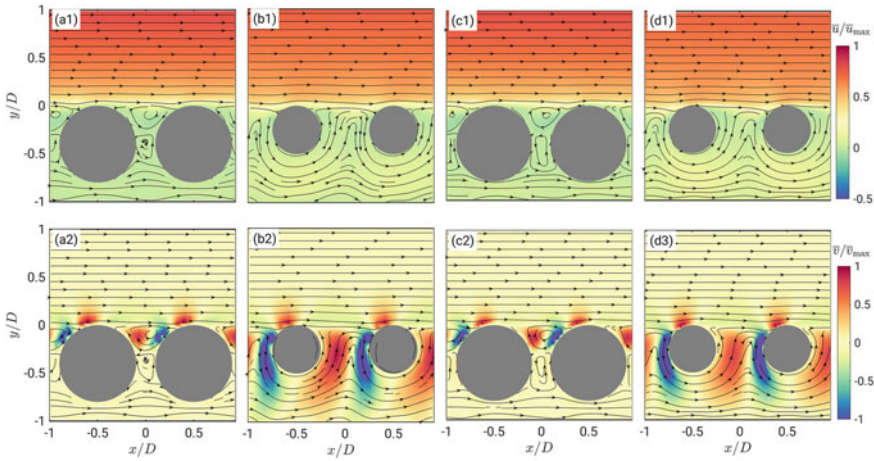 (a1) (b1) (c1) (d1) u̅/u̅max
1 1
0.5 0.5
y/D 0 0
-0.5
-1 -0.5
(a2) (b2) (c2) (d3) v̅/v̅max
1 1
0.5 0.5
y/D 0 0
-0.5 -0.5
-1 -1
-1 -0.5 0 0.5 -1 -0.5 0 0.5 -1 -0.5 0 0.5 -1 -0.5 0 0.5
x/D x/D x/D x/D